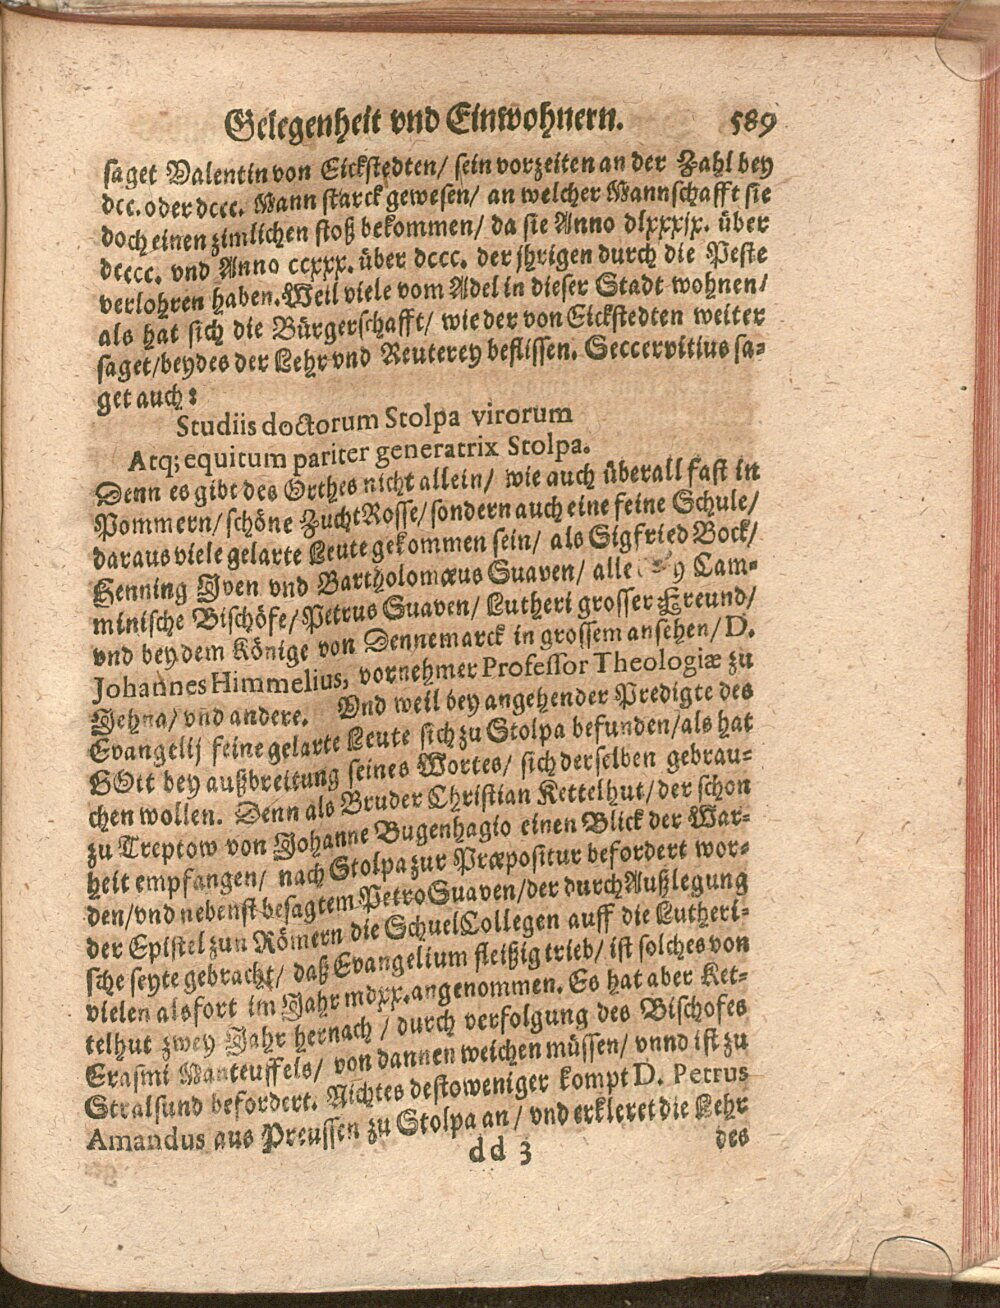 Gelegenheit vnd Einwohnern. 589
saget Valentin von Eickstedten/ sein vorzeiten an der Zahl bey
dcc. oder dccc. Mann starck gewesen/ an welcher Mannschafft sie
doch einen zimlichen stoß bekommen/ da sie Anno dlxxxjx. über
dcccc. vnd Anno ccxxx. über dccc. der jhrigen durch die Peste
verlohren haben. Weil viele vom Adel in dieser Stadt wohnen/
als hat sich die Bürgerschafft/ wie der von Eickstedten weiter
saget/ beydes der Lehr vnd Reuterey beflissen. Seccervitius sa-
get auch:
Studiis doctorum Stolpa virorum
Atq; equitum pariter generatrix Stolpa.
Denn es gibt des Orthes nicht allein/ wie auch überall fast in
Pommern/ schöne ZuchtRosse/ sondern auch eine feine Schule/
daraus viele gelarte Leute gekommen sein/ als Sigfried Bock/
Henning Iven vnd Bartholomæus Suaven/ alle Cam-
minische Bischöfe/ Petrus Suaven/ Lutheri grosser Freund/
vnd bey dem Könige von Dennemarck in grossem ansehen/ D.
Johannes Himmelius, vornehmer Professor Theologiæ zu
Jehna/ vnd andere. Vnd weil bey angehender Predigte des
Evangelij feine gelarte Leute sich zu Stolpa befunden/ als hat
GOtt bey außbreitung seines Wortes/ sich derselben gebrau-
chen wollen. Denn als Bruder Christian Kettelhut/ der schon
zu Treptow von Johanne Bugenhagio einen Blick der War-
heit empfangen/ nach Stolpa zur Præpositur befordert wor-
den/ vnd nebenst besagtem Petro Suaven/ der durch Außlegung
der Epistel zun Römern die SchuelCollegen auff die Lutheri-
sche seyte gebracht/ daß Evangelium fleißig trieb/ ist solches von
vielen alsfort im Jahr mdxx. angenommen. Es hat aber Ket-
telhut zwey Jahr hernach/ durch verfolgung des Bischofes
Erasmi Manteuffels/ von dannen weichen müssen/ vnnd ist zu
Stralsund befordert. Nichtes destoweniger kompt D. Petrus
Amandus aus Preussen zu Stolpa an/ vnd erkleret die Lehr
dd 3 des